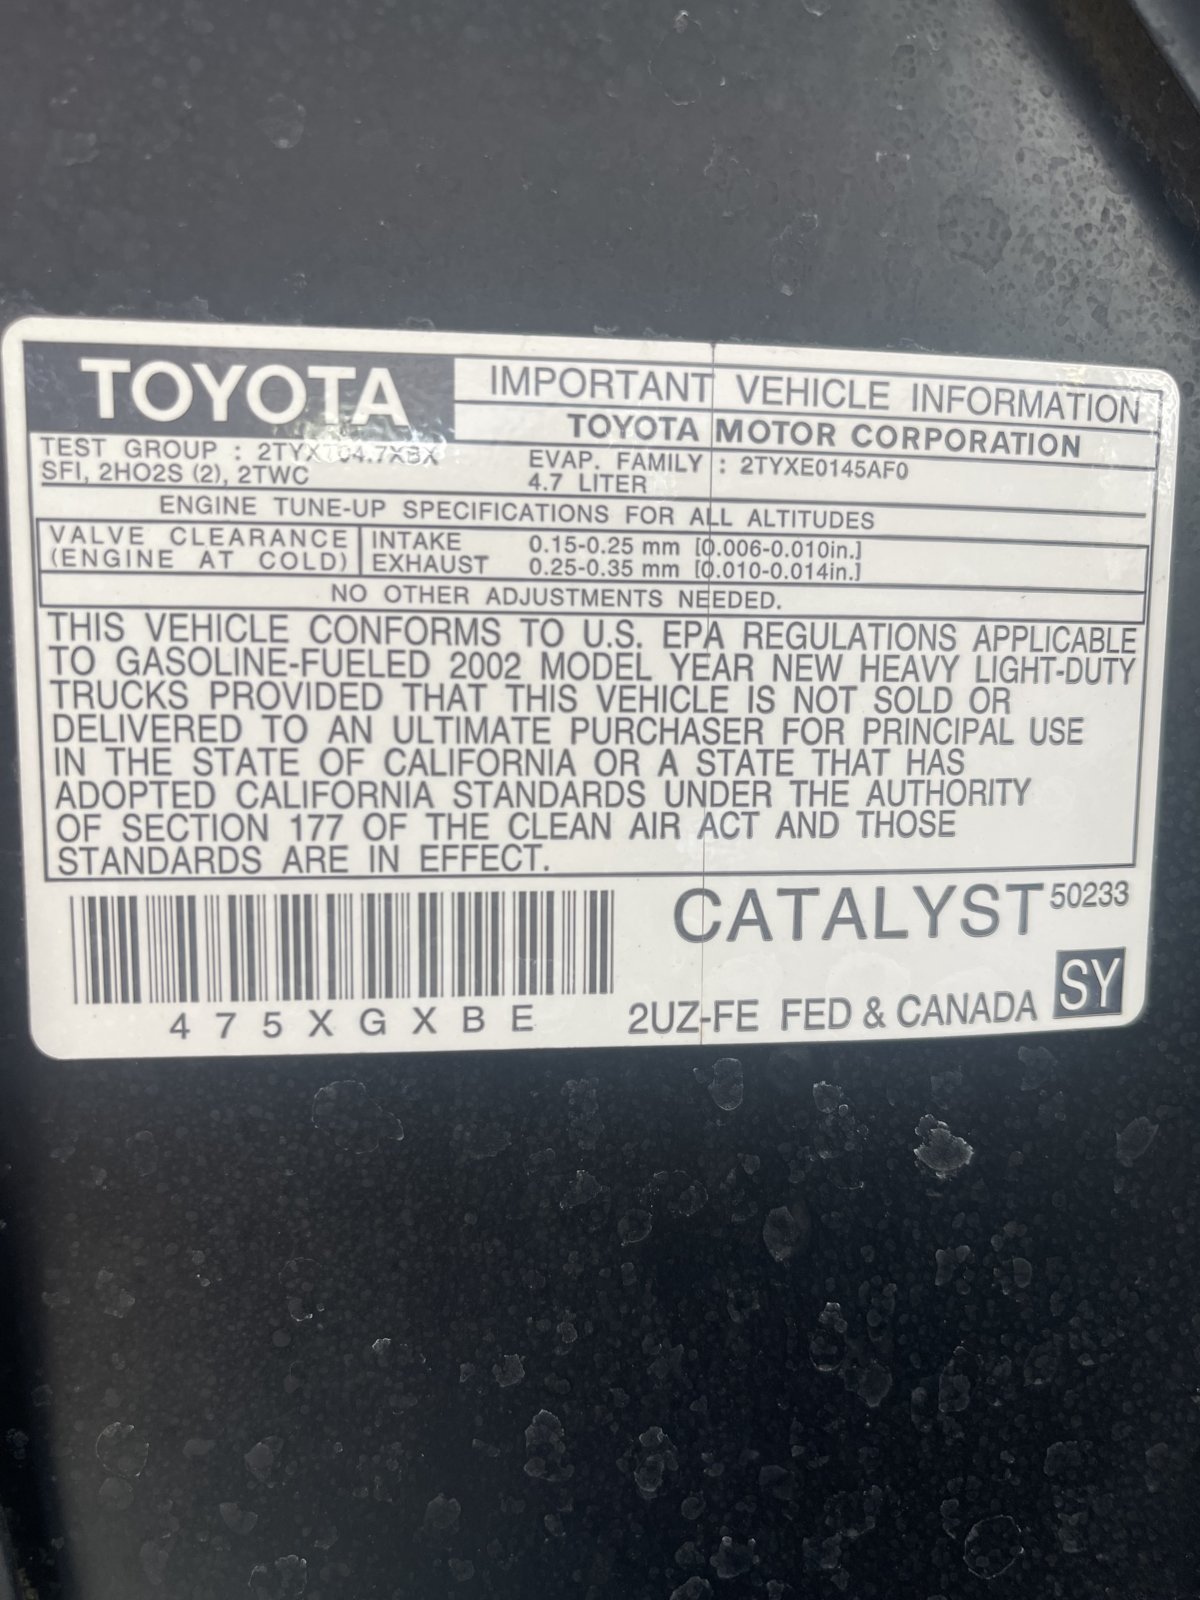 TOYOTA
IMPORTANT VEHICLE INFORMATION
TOYOTA MOTOR CORPORATION
TEST GROUP :
SFI, 2HO2S (2), 2TWC
EVAP. FAMILY : 2TYXE0145AF0
4.7 LITER
ENGINE TUNE-UP SPECIFICATIONS FOR ALL ALTITUDES
VALVE CLEARANCE
(ENGINE AT COLD)
INTAKE 0.15-0.25 mm [0.006-0.010in.]
EXHAUST 0.25-0.35 mm [0.010-0.014in.]
NO OTHER ADJUSTMENTS NEEDED.
THIS VEHICLE CONFORMS TO U.S. EPA REGULATIONS APPLICABLE
TO GASOLINE-FUELED 2002 MODEL YEAR NEW HEAVY LIGHT-DUTY
TRUCKS PROVIDED THAT THIS VEHICLE IS NOT SOLD OR
DELIVERED TO AN ULTIMATE PURCHASER FOR PRINCIPAL USE
IN THE STATE OF CALIFORNIA OR A STATE THAT HAS
ADOPTED CALIFORNIA STANDARDS UNDER THE AUTHORITY
OF SECTION 177 OF THE CLEAN AIR ACT AND THOSE
STANDARDS ARE IN EFFECT.
CATALYST 50233
475XGXBE
2UZ-FE FED & CANADA SY